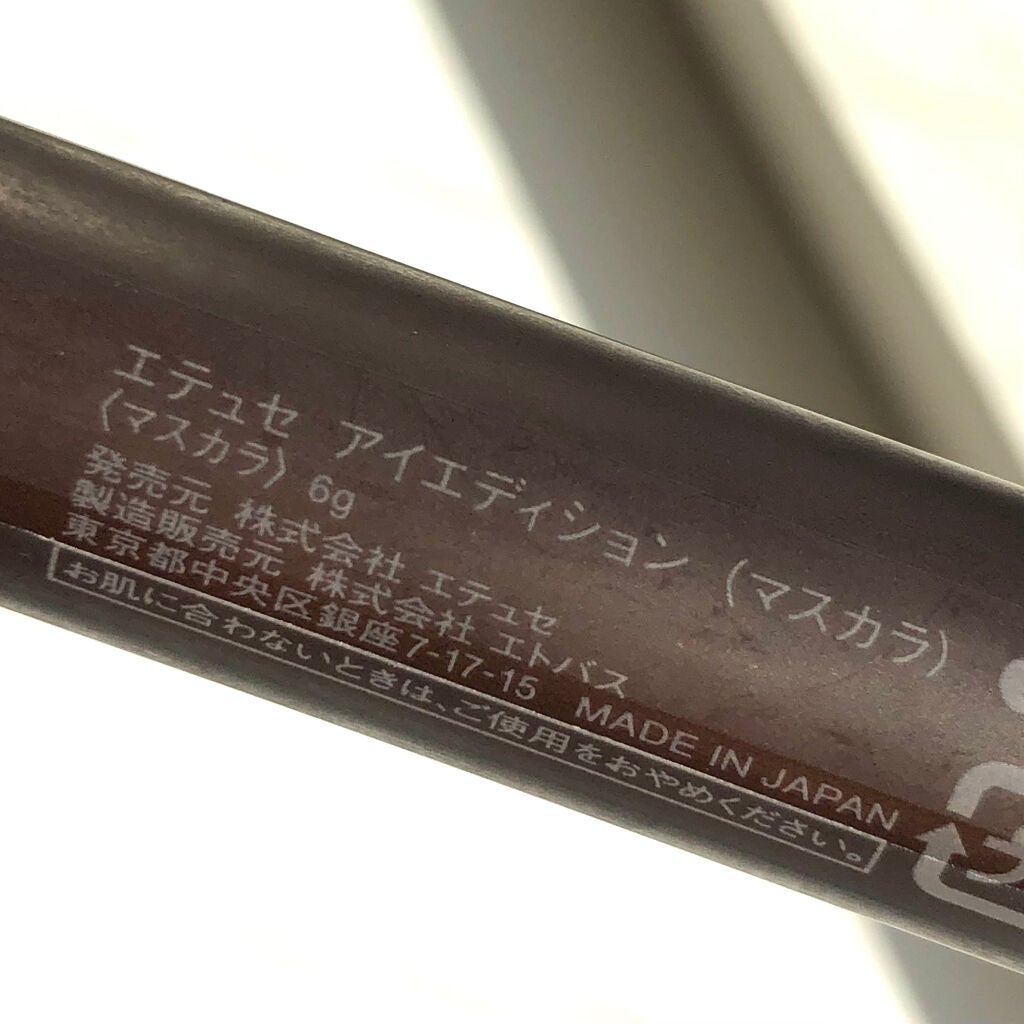 エテュセ アイエディション (マスカラ)
〈マスカラ〉 6g
発売元 株式会社 エテュセ
製造販売元 株式会社 エトバス
東京都中央区銀座7-17-15 MADE IN JAPAN
お肌に合わないときは、ご使用をおやめください。